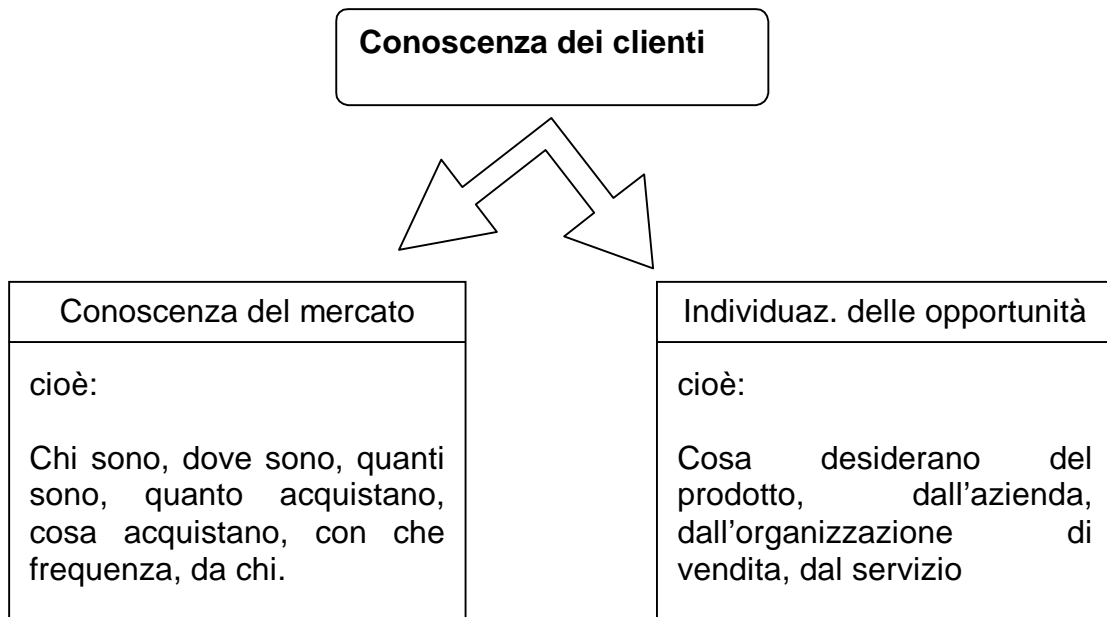 Conoscenza dei clienti
Conoscenza del mercato
cioè:
Chi sono, dove sono, quanti
sono, quanto acquistano,
cosa acquistano, con che
frequenza, da chi.
Individuaz. delle opportunità
cioè:
Cosa desiderano del
prodotto, dall’azienda,
dall’organizzazione di
vendita, dal servizio